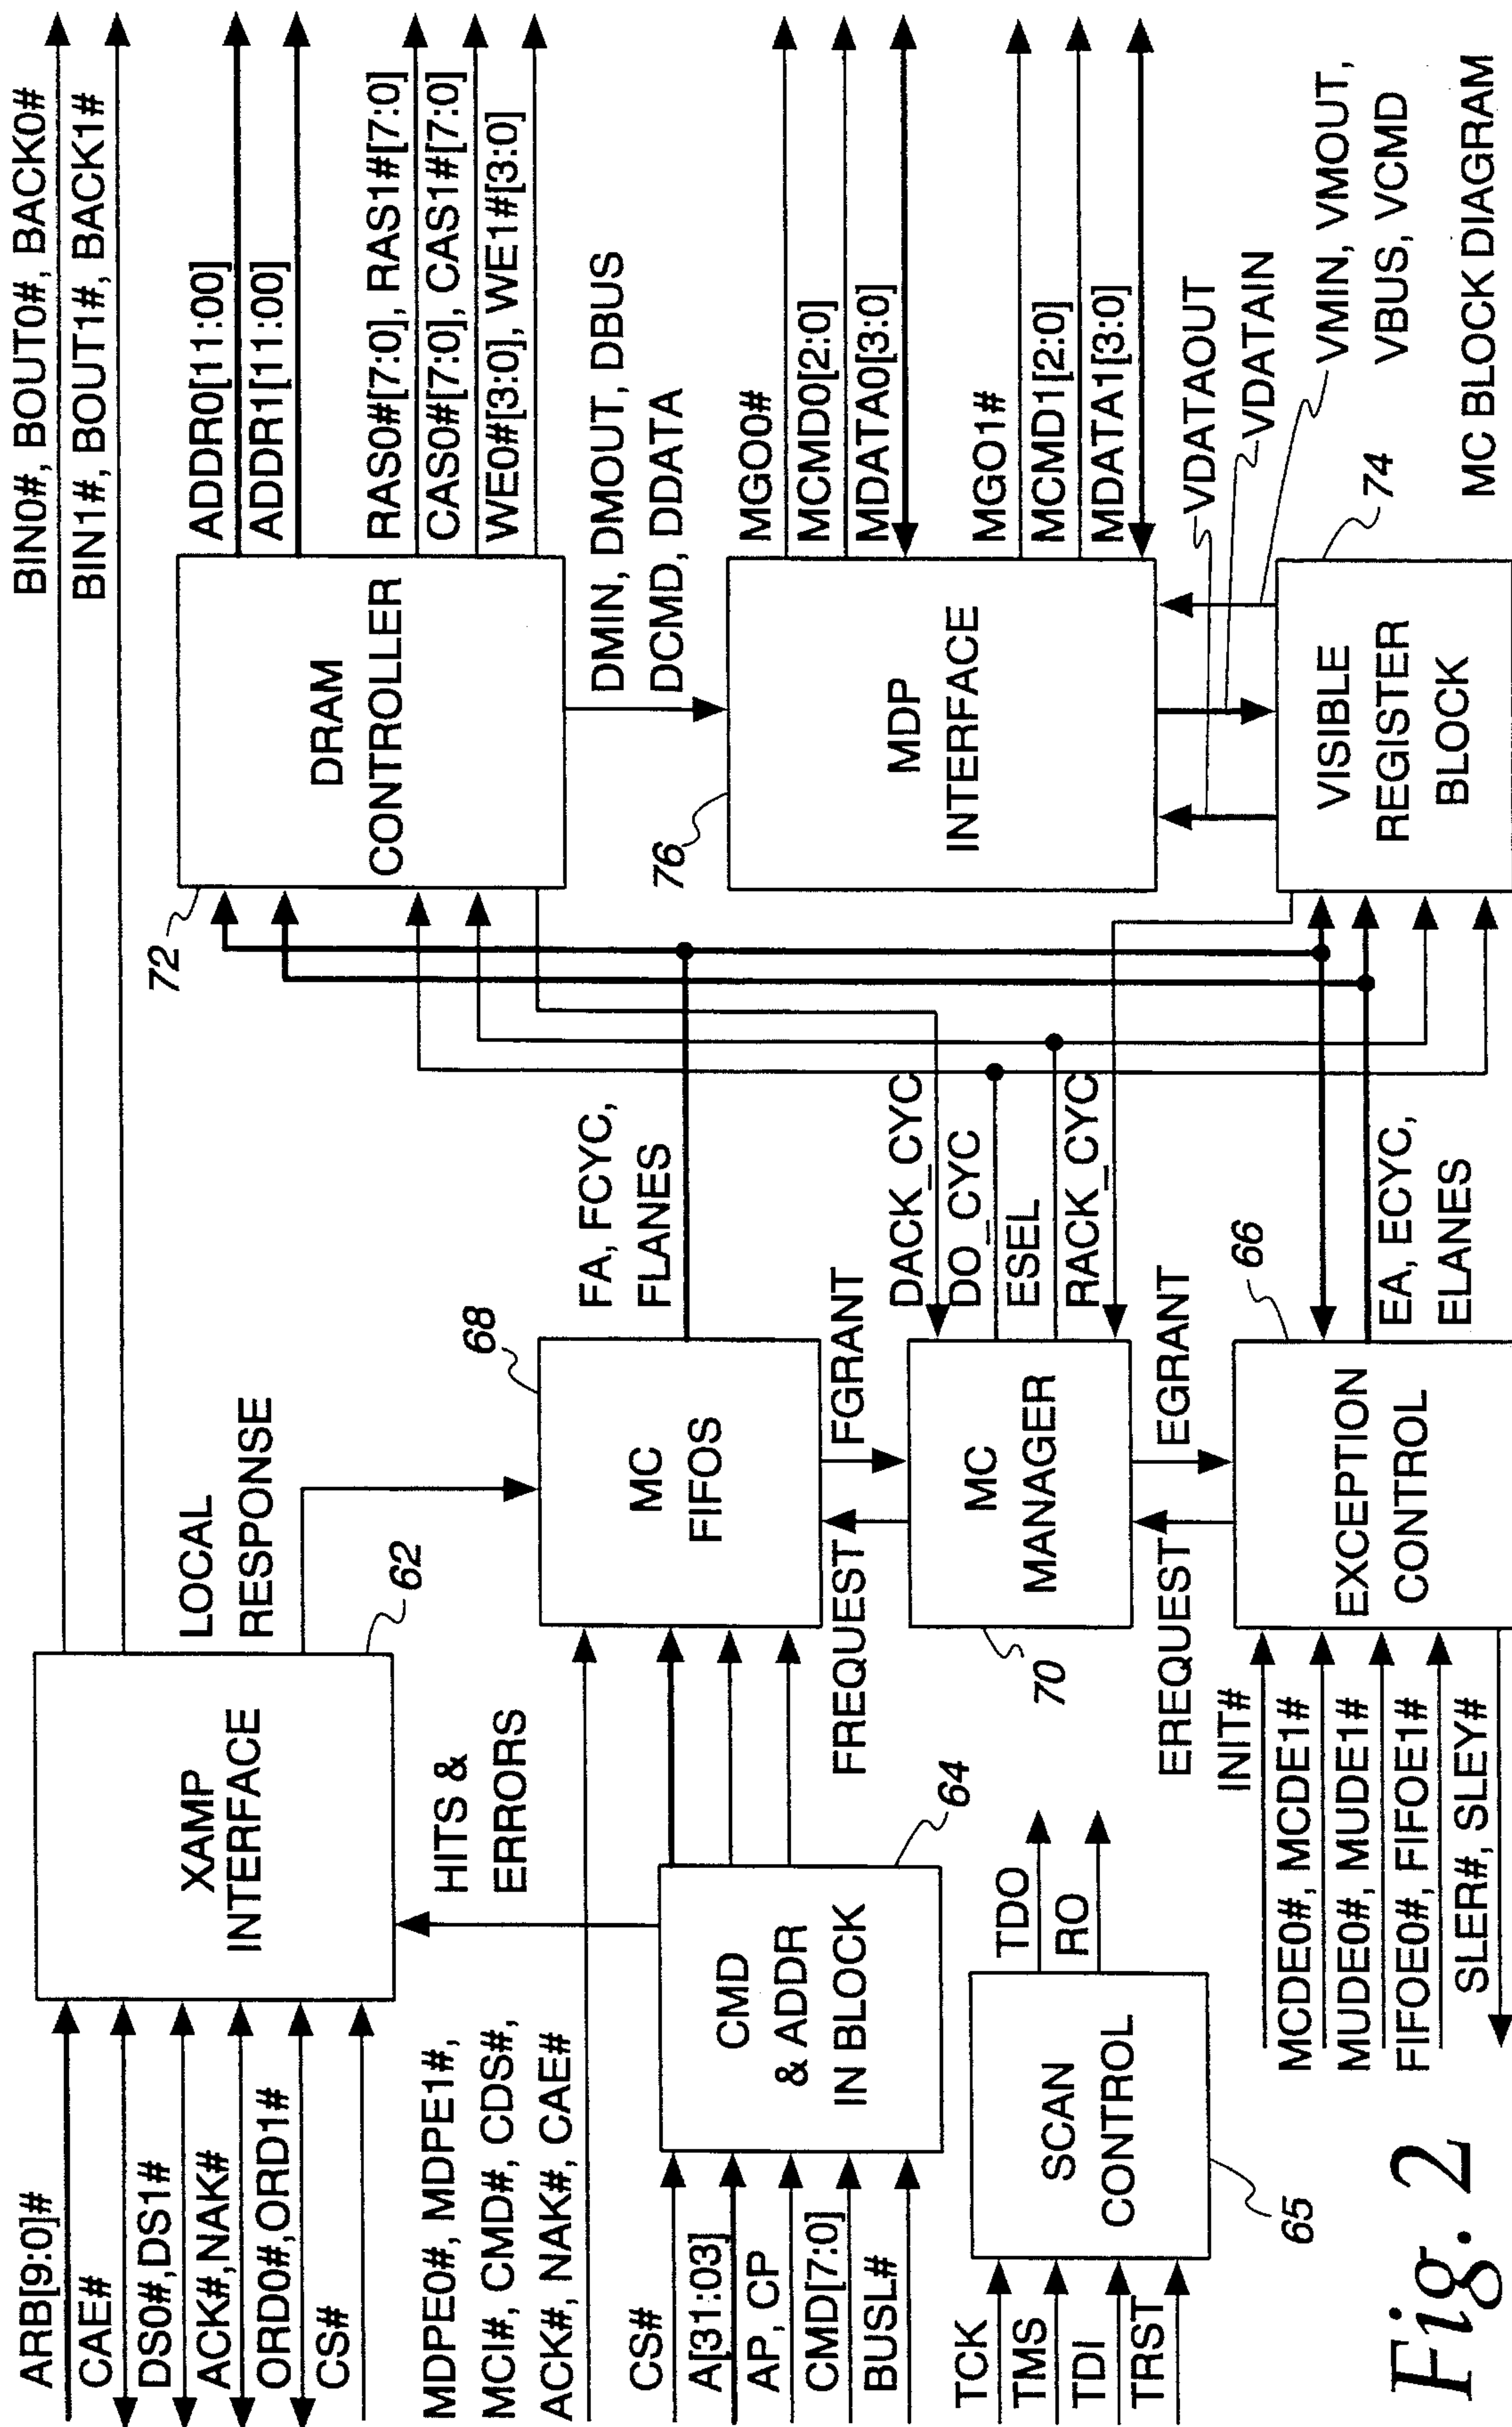 ARB[9:0]#
CAE#
DS0#,DS1#
ACK#,NAK#
ORD0#,ORD1#
CS#
XAMP
INTERFACE
LOCAL
RESPONSE
62
BIN0#, BOUT0#, BACK0#
BIN1#, BOUT1#, BACK1#
HITS &
ERRORS
MDPE0#, MDPE1#,
MCI#, CMD#, CDS#,
ACK#, NAK#, CAE#
CS#
A[31:03]
AP, CP
CMD[7:0]
BUSL#
CMD
& ADDR
IN BLOCK
64
TCK
TMS
TDI
TRST
SCAN
CONTROL
65
TDO
RO
MC
FIFOS
68
FA, FCYC,
FLANES
FREQUEST
FGRANT
MC
MANAGER
70
DACK_CYC
DO_CYC
ESEL
RACK_CYC
EREQUEST
EGRANT
INIT#
MCDE0#, MCDE1#
MUDE0#, MUDE1#
FIFOE0#, FIFOE1#
SLER#, SLEY#
EXCEPTION
CONTROL
66
EA, ECYC,
ELANES
72
DRAM
CONTROLLER
ADDR0[11:00]
ADDR1[11:00]
RAS0#[7:0], RAS1#[7:0]
CAS0#[7:0], CAS1#[7:0]
WE0#[3:0], WE1#[3:0]
DMIN, DMOUT, DBUS
DCMD, DDATA
76
MDP
INTERFACE
MGO0#
MCMD0[2:0]
MDATA0[3:0]
MGO1#
MCMD1[2:0]
MDATA1[3:0]
VDATAOUT
VDATAIN
VMIN, VMOUT,
VBUS, VCMD
VISIBLE
REGISTER
BLOCK
74
MC BLOCK DIAGRAM
Fig. 2